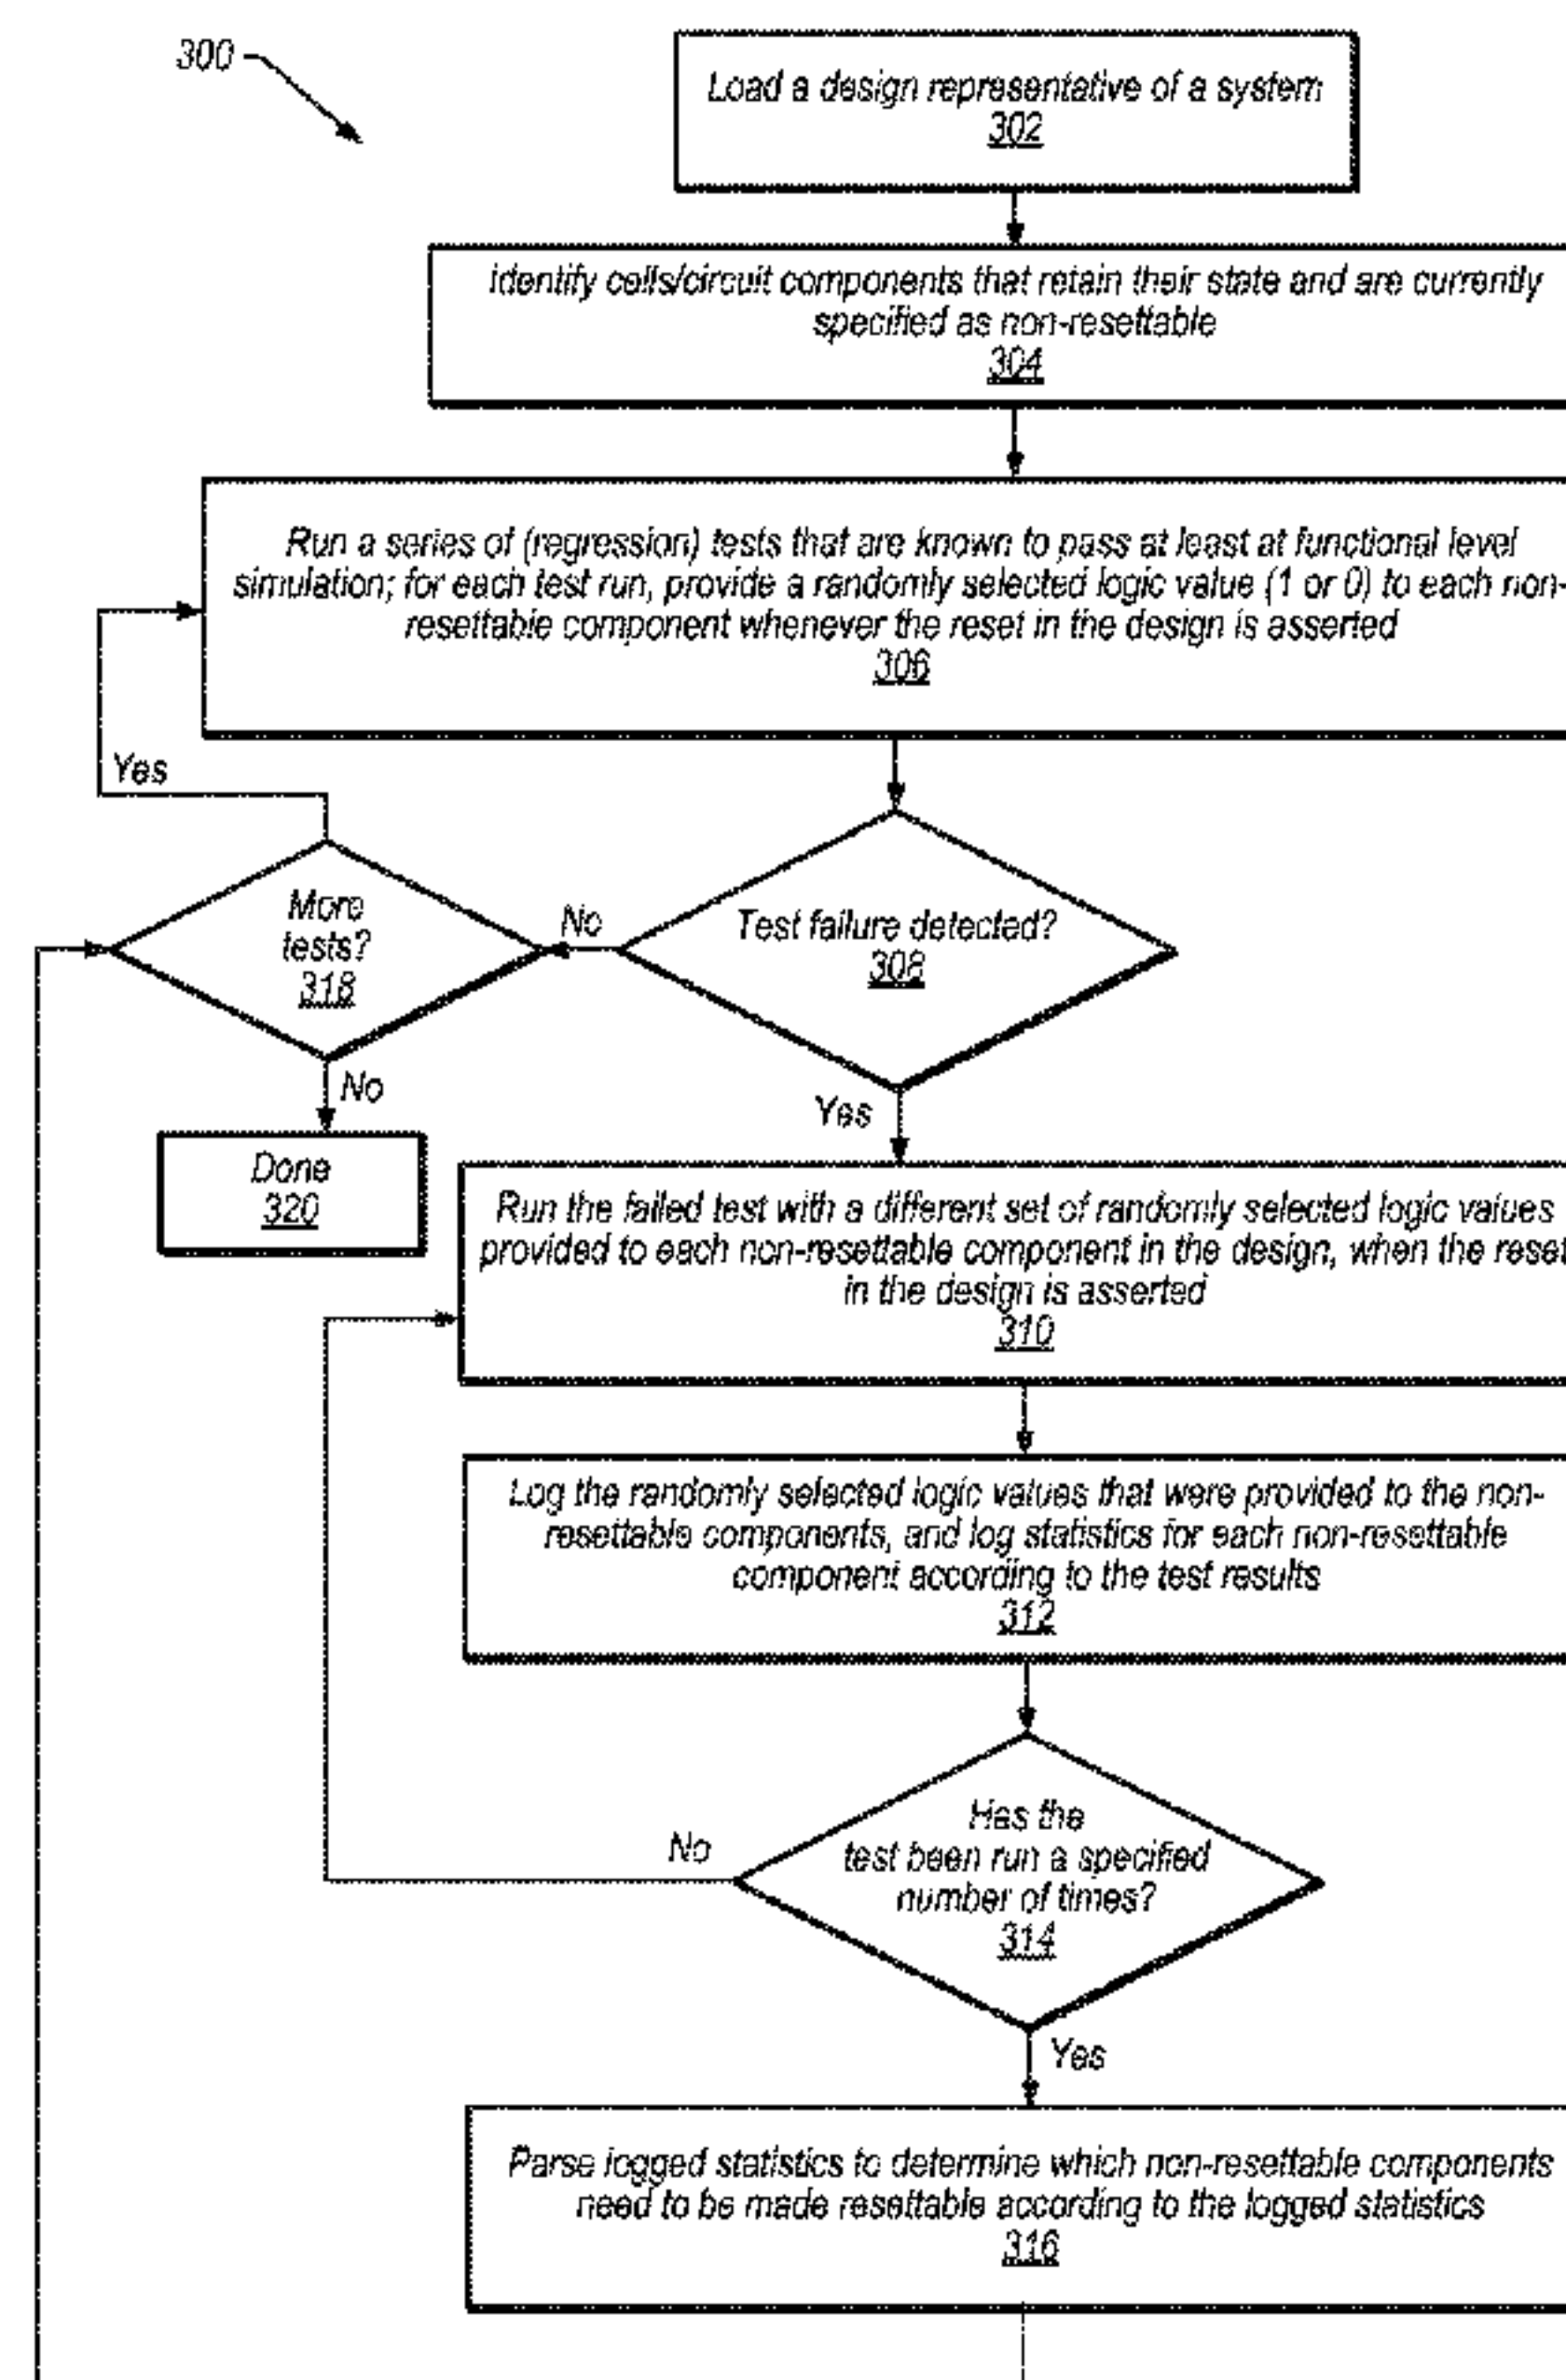 300
Load a design representative of a system
302
Identify cells/circuit components that retain their state and are currently
specified as non-resettable
304
Run a series of (regression) tests that are known to pass at least at functional level
simulation; for each test run, provide a randomly selected logic value (1 or 0) to each non-
resettable component whenever the reset in the design is asserted
306
Yes
More
tests?
318
No
Test failure detected?
308
No
Yes
Done
320
Run the failed test with a different set of randomly selected logic values
provided to each non-resettable component in the design, when the reset
in the design is asserted
310
Log the randomly selected logic values that were provided to the non-
resettable components, and log statistics for each non-resettable
component according to the test results
312
Has the
test been run a specified
number of times?
314
No
Yes
Parse logged statistics to determine which non-resettable components
need to be made resettable according to the logged statistics
316